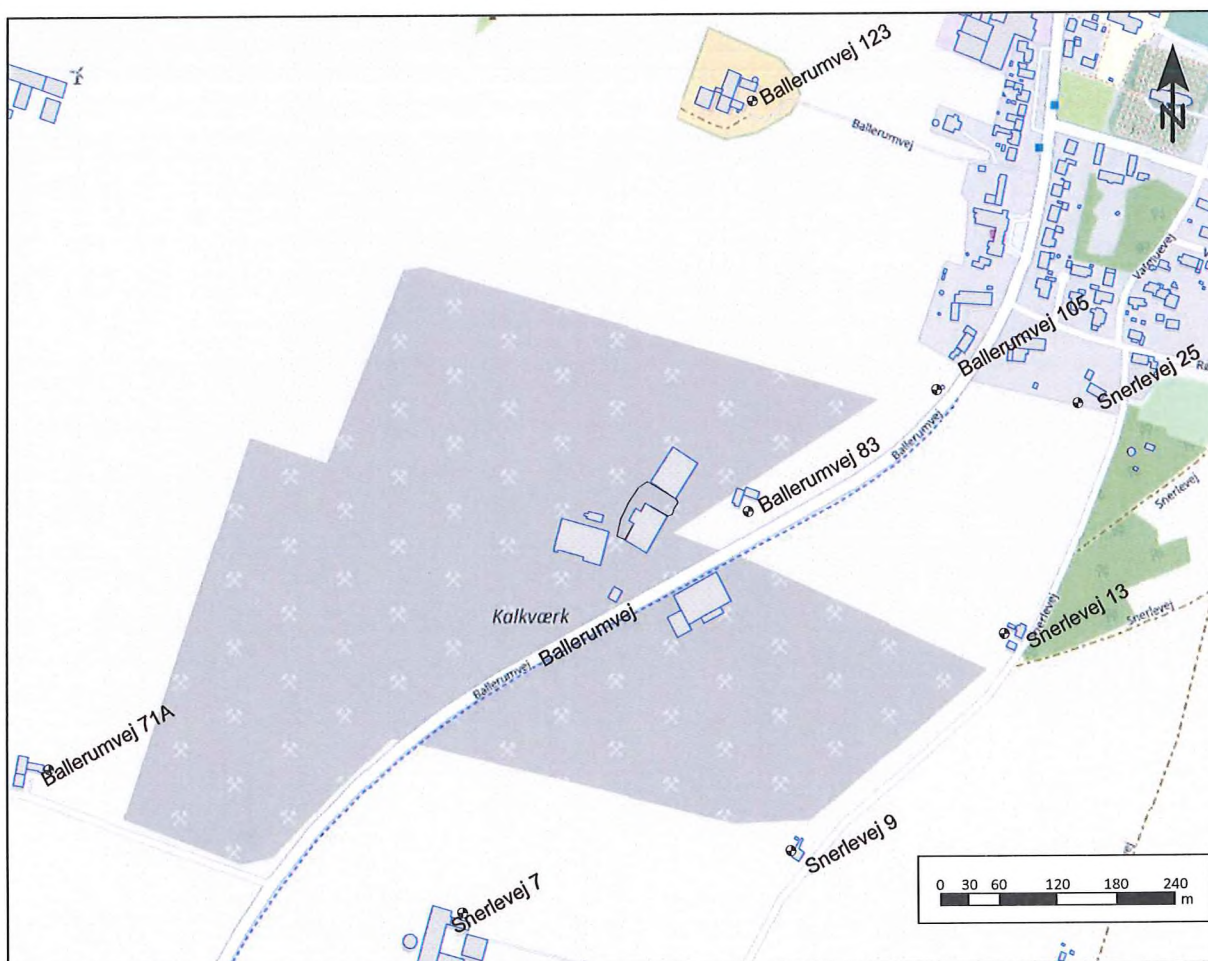 Ballerumvej 123
N
Ballerumvej
Valmuevej
Ballerumvej 105
Snerlevej 25
Ballerumvej
Ballerumvej 83
Snerlevej
Kalkværk
Ballerumvej
Snerlevej 13
Snerlevej
Ballerumvej
Ballerumvej 71A
Snerlevej 9
Snerlevej 7
0 30 60 120 180 240
m